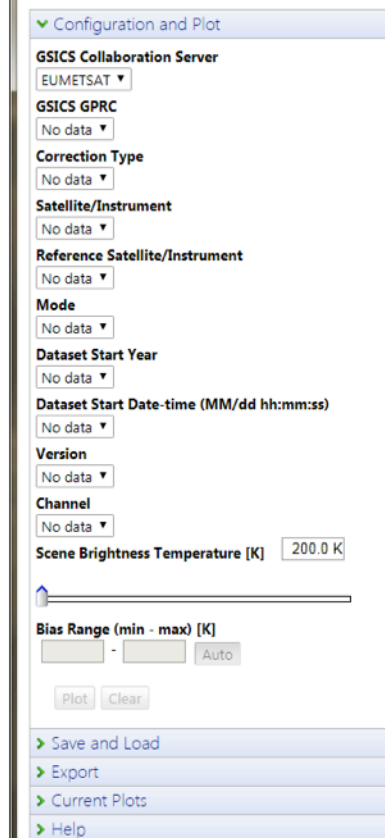 Configuration and Plot
GSICS Collaboration Server
EUMETSAT
GSICS GPRC
No data
Correction Type
No data
Satellite/Instrument
No data
Reference Satellite/Instrument
No data
Mode
No data
Dataset Start Year
No data
Dataset Start Date-time (MM/dd hh:mm:ss)
No data
Version
No data
Channel
No data
Scene Brightness Temperature [K] 200.0 K
Bias Range (min - max) [K]
- Auto
Plot Clear
Save and Load
Export
Current Plots
Help